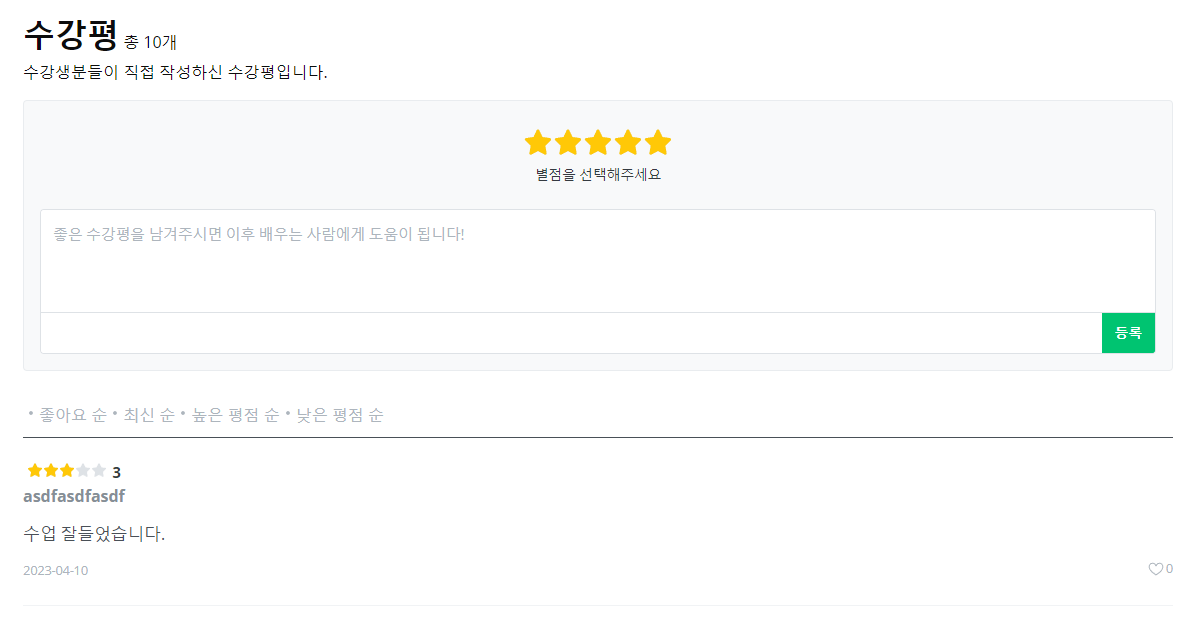 수강평 총 10개
수강생분들이 직접 작성하신 수강평입니다.
별점을 선택해주세요
좋은 수강평을 남겨주시면 이후 배우는 사람에게 도움이 됩니다!
등록
• 좋아요 순 • 최신 순 • 높은 평점 순 • 낮은 평점 순
3
asdfasdfasdf
수업 잘들었습니다.
2023-04-10 0